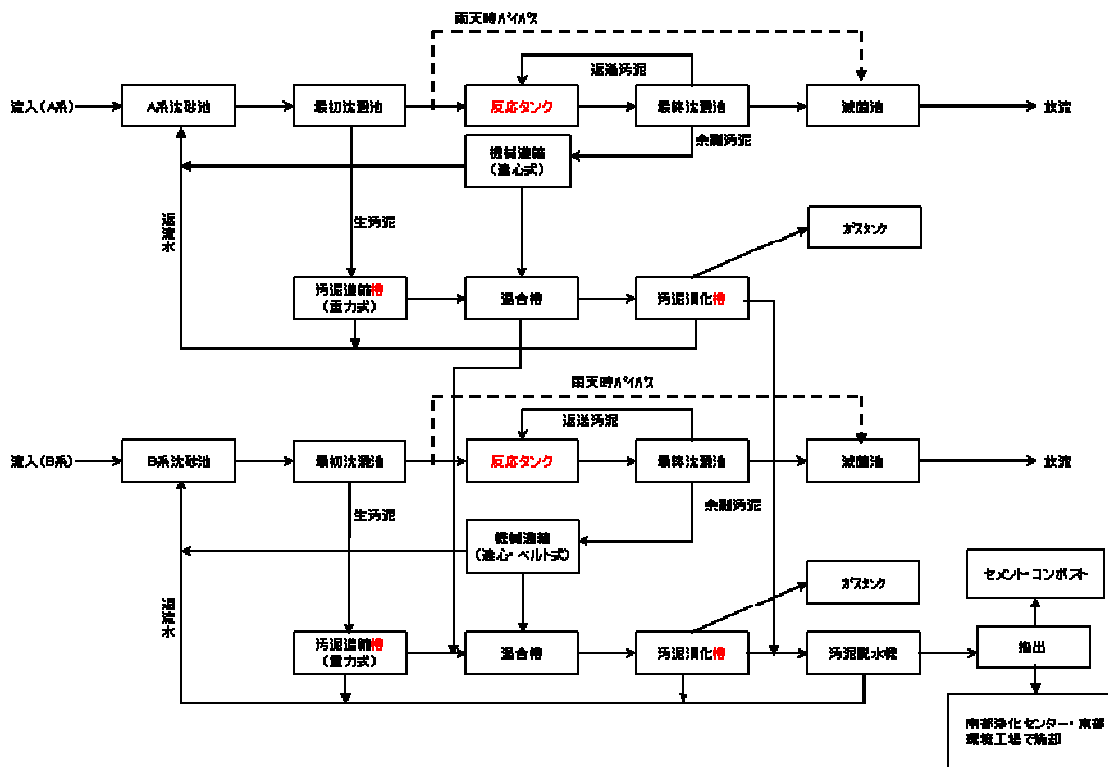 雨天時バイパス
返送汚泥
流入(A系)
A系沈砂池
最初沈澱池
反応タンク
最終沈澱池
滅菌池
放流
余剰汚泥
機械濃縮
(遠心式)
生汚泥
ガスタンク
汚泥濃縮槽
(重力式)
混合槽
汚泥消化槽
雨天時バイパス
返送汚泥
流入(B系)
B系沈砂池
最初沈澱池
反応タンク
最終沈澱池
滅菌池
放流
生汚泥
余剰汚泥
機械濃縮
(遠心・ベルト式)
ガスタンク
セメント・コンポスト
汚泥濃縮槽
(重力式)
混合槽
汚泥消化槽
汚泥脱水機
搬出
南部浄化センター・東部
環境工場で焼却